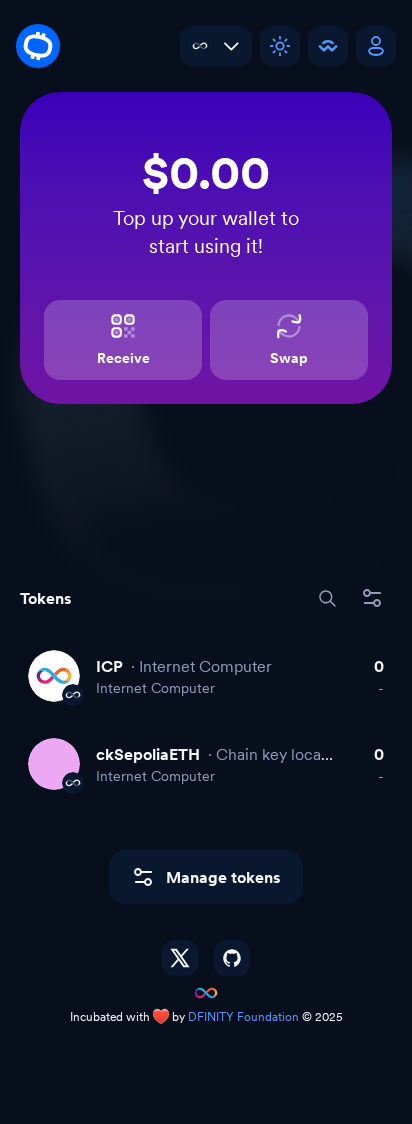 $0.00
Top up your wallet to
start using it!
Receive
Swap
Tokens
ICP · Internet Computer
0
Internet Computer
-
ckSepoliaETH · Chain key loca...
0
Internet Computer
-
Manage tokens
Incubated with ❤️ by DFINITY Foundation © 2025